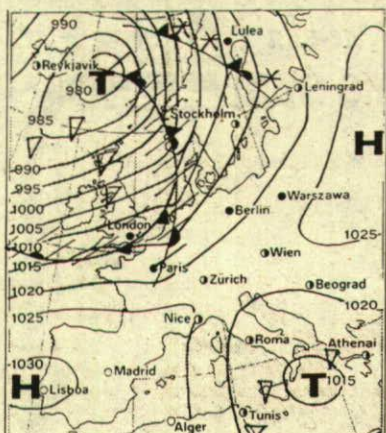 990
Lulea
Reykjavik
T
980
985
Stockholm
Leningrad
H
990
995
1000
1005
1010
1015
1020
1025
Warszawa
Berlin
London
1025
Wien
Paris
Zürich
Beograd
1020
Nice
Roma
Athenai
1030
H
Lisboa
Madrid
T
1015
Tunis
Alger